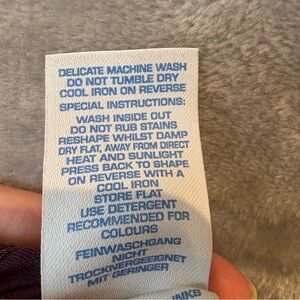 DELICATE MACHINE WASH
DO NOT TUMBLE DRY
COOL IRON ON REVERSE
SPECIAL INSTRUCTIONS:
WASH INSIDE OUT
DO NOT RUB STAINS
RESHAPE WHILST DAMP
DRY FLAT, AWAY FROM DIRECT
HEAT AND SUNLIGHT
PRESS BACK TO SHAPE
ON REVERSE WITH A
COOL IRON
STORE FLAT
USE DETERGENT
RECOMMENDED FOR
COLOURS
FEINWASCHGANG
NICHT
TROCKNERGEEIGNET
MIT GERINGER